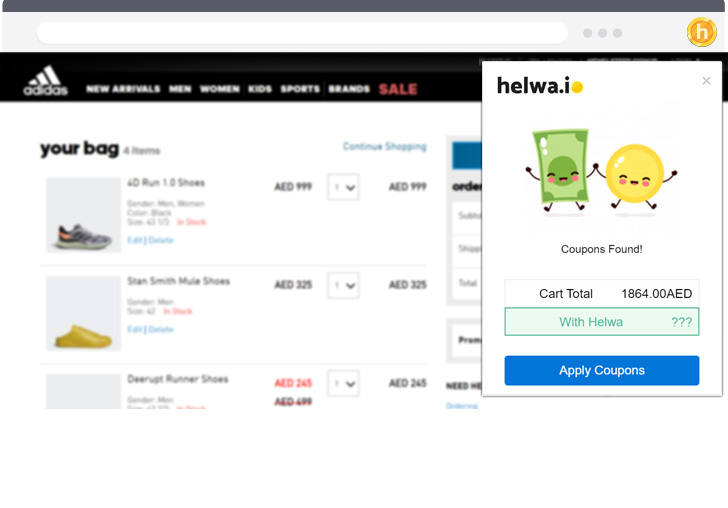 h
adidas
NEW ARRIVALS MEN WOMEN KIDS SPORTS BRANDS SALE
your bag 4 Items
Continue Shopping
4D Run 1.0 Shoes
AED 999 1 AED 999
Gender: Men, Women
Color: Black
Size: 43 1/3 In Stock
Edit | Delete
Stan Smith Mule Shoes
AED 325 1 AED 325
Gender: Men
Size: 42 In Stock
Edit | Delete
Deerupt Runner Shoes
AED 245 1 AED 245
AED 499
Gender: Men
In Stock
Total
NEED HE
Ordering
helwa.io
×
Coupons Found!
Cart Total 1864.00AED
With Helwa ???
Apply Coupons